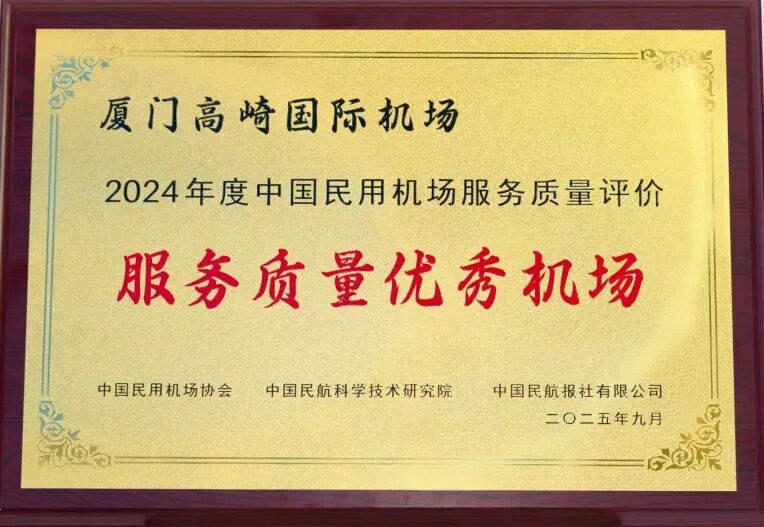 厦门高崎国际机场
2024年度中国民用机场服务质量评价
服务质量优秀机场
中国民用机场协会 中国民航科学技术研究院 中国民航报社有限公司
二〇二五年九月